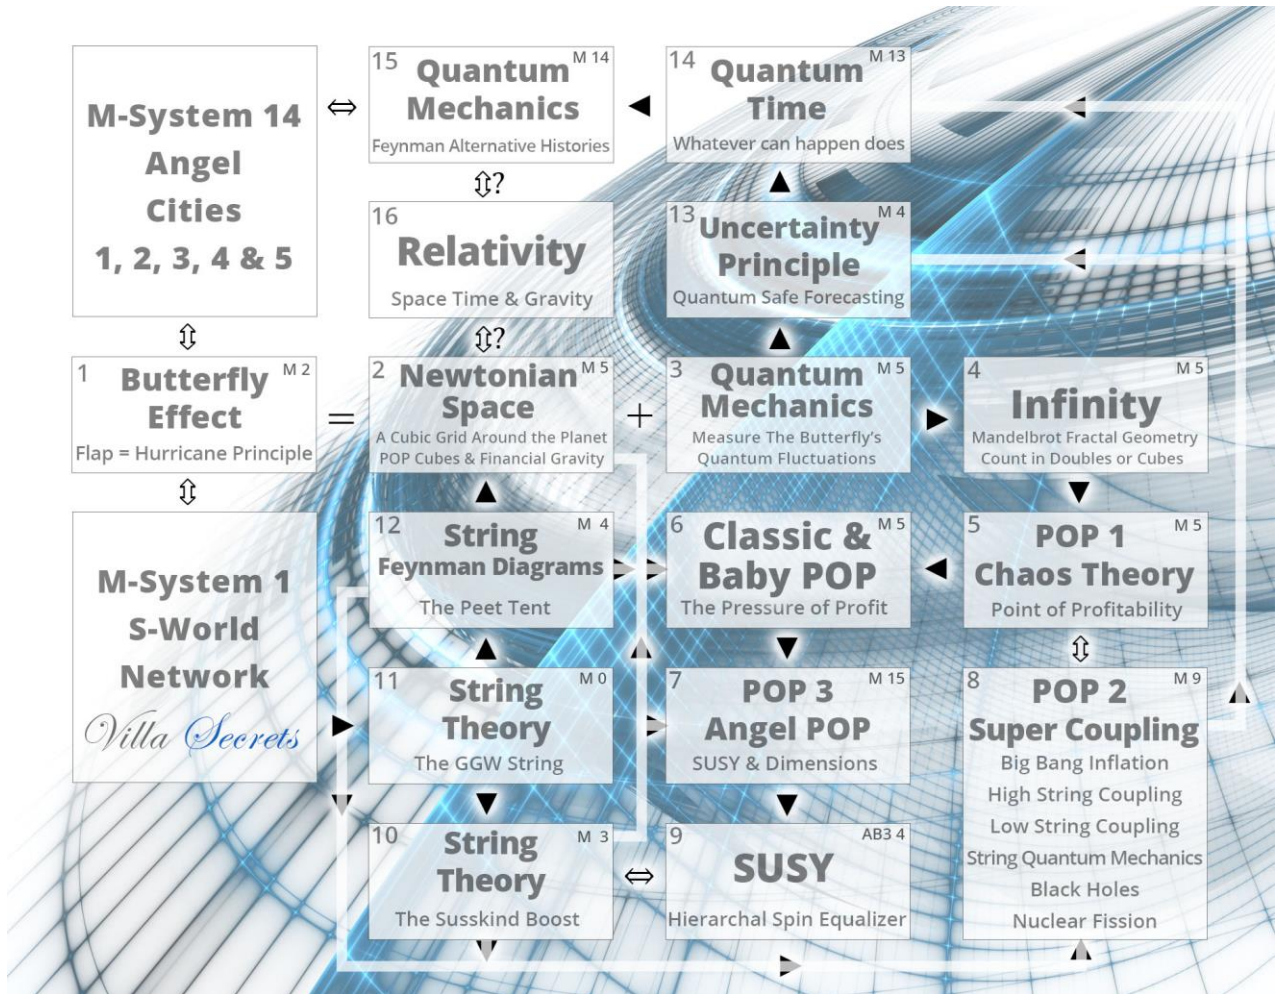 M-System 14
Angel
Cities
1, 2, 3, 4 & 5
15
M 14
Quantum
Mechanics
Feynman Alternative Histories
14
M 13
Quantum
Time
Whatever can happen does
?
16
Relativity
Space Time & Gravity
13
M 4
Uncertainty
Principle
Quantum Safe Forecasting
?
1
M 2
Butterfly
Effect
Flap = Hurricane Principle
=
2
M 5
Newtonian
Space
A Cubic Grid Around the Planet
POP Cubes & Financial Gravity
+
3
M 5
Quantum
Mechanics
Measure The Butterfly's
Quantum Fluctuations
4
M 5
Infinity
Mandelbrot Fractal Geometry
Count in Doubles or Cubes
M-System 1
S-World
Network
Villa Secrets
12
M 4
String
Feynman Diagrams
The Peet Tent
6
M 5
Classic &
Baby POP
The Pressure of Profit
5
M 5
POP 1
Chaos Theory
Point of Profitability
11
M 0
String
Theory
The GGW String
7
M 15
POP 3
Angel POP
SUSY & Dimensions
8
M 9
POP 2
Super Coupling
Big Bang Inflation
High String Coupling
Low String Coupling
String Quantum Mechanics
Black Holes
Nuclear Fission
10
M 3
String
Theory
The Susskind Boost
9
AB3 4
SUSY
Hierarchal Spin Equalizer